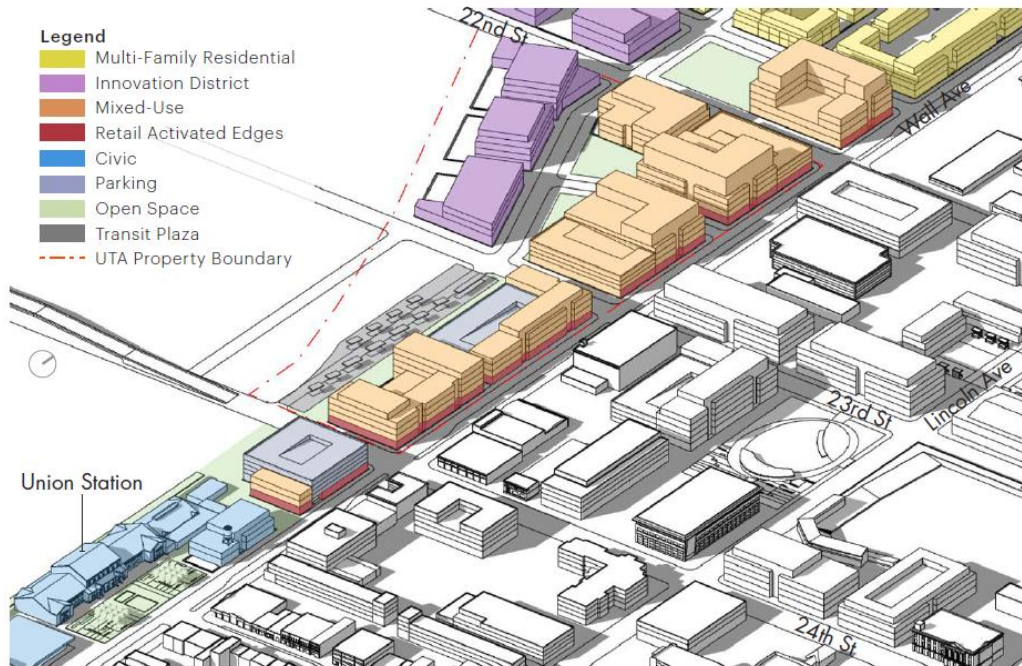 Legend
Multi-Family Residential
Innovation District
Mixed-Use
Retail Activated Edges
Civic
Parking
Open Space
Transit Plaza
UTA Property Boundary
22nd St
Wall Ave
23rd St
Lincoln Ave
Union Station
24th St